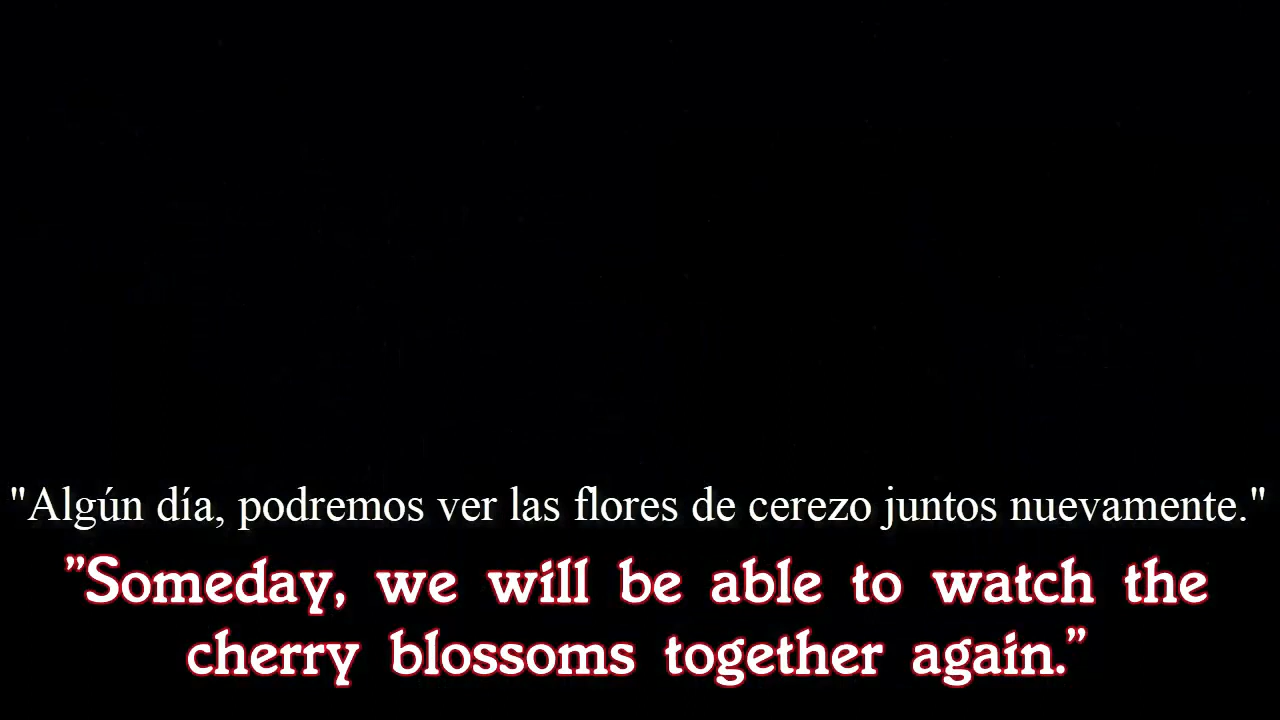 "Algún día, podremos ver las flores de cerezo juntos nuevamente."
"Someday, we will be able to watch the
cherry blossoms together again."